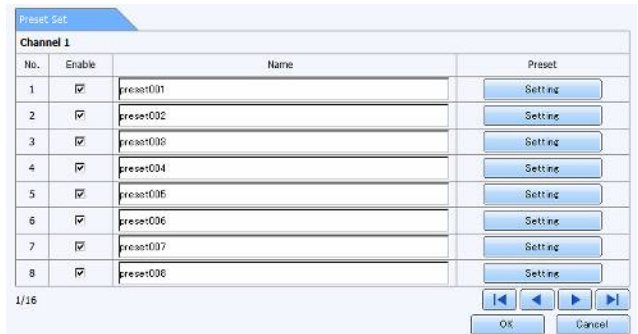 Preset Set
Channel 1
No. Enable Name Preset
1 preset001 Setting
2 preset002 Setting
3 preset003 Setting
4 preset004 Setting
5 preset005 Setting
6 preset006 Setting
7 preset007 Setting
8 preset008 Setting
1/16
OK Cancel